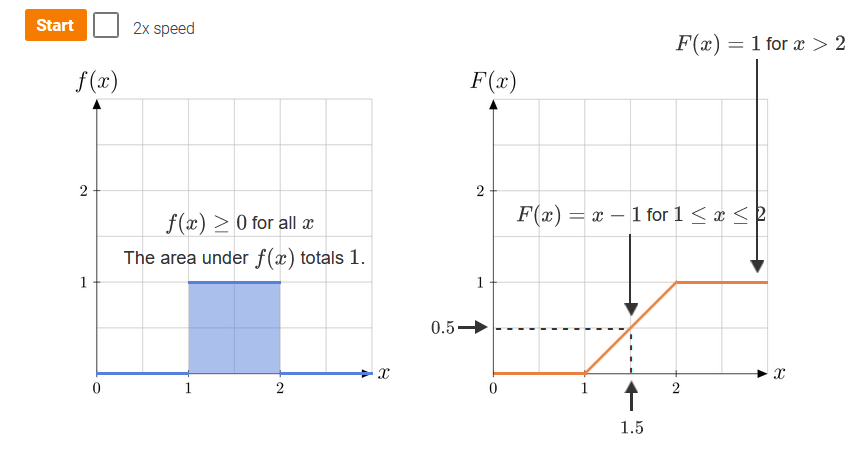 Start
2x speed
F(x) = 1 for x > 2
f(x)
F(x)
2
f(x) ≥ 0 for all x
The area under f(x) totals 1.
1
0
1
2
x
2
F(x) = x − 1 for 1 ≤ x ≤ 2
1
0.5
0
1
2
x
1.5